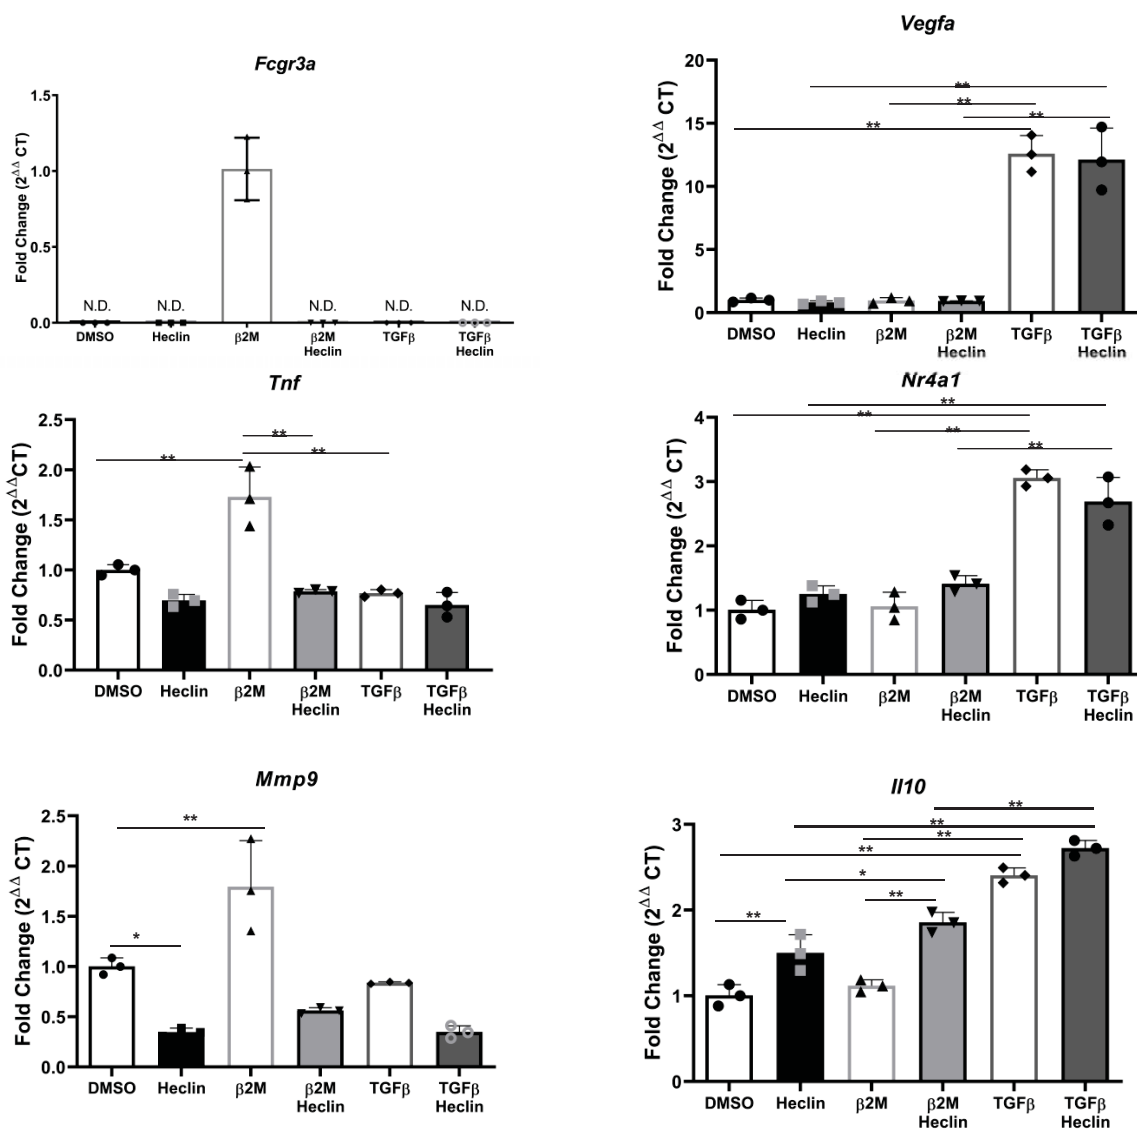 Fcgr3a
Fold Change (2ΔΔ CT)
1.5
1.0
0.5
0.0
N.D. N.D. N.D. N.D. N.D.
DMSO Heclin β2M β2M Heclin TGFβ TGFβ Heclin
Vegfa
Fold Change (2ΔΔ CT)
20
15
10
5
0
** ** ** **
DMSO Heclin β2M β2M Heclin TGFβ TGFβ Heclin
Tnf
Fold Change (2ΔΔCT)
2.5
2.0
1.5
1.0
0.5
0.0
** ** **
DMSO Heclin β2M β2M Heclin TGFβ TGFβ Heclin
Nr4a1
Fold Change (2ΔΔ CT)
4
3
2
1
0
** ** ** **
DMSO Heclin β2M β2M Heclin TGFβ TGFβ Heclin
Mmp9
Fold Change (2ΔΔ CT)
2.5
2.0
1.5
1.0
0.5
0.0
** *
DMSO Heclin β2M β2M Heclin TGFβ TGFβ Heclin
Il10
Fold Change (2ΔΔ CT)
3
2
1
0
** ** ** ** * ** **
DMSO Heclin β2M β2M Heclin TGFβ TGFβ Heclin